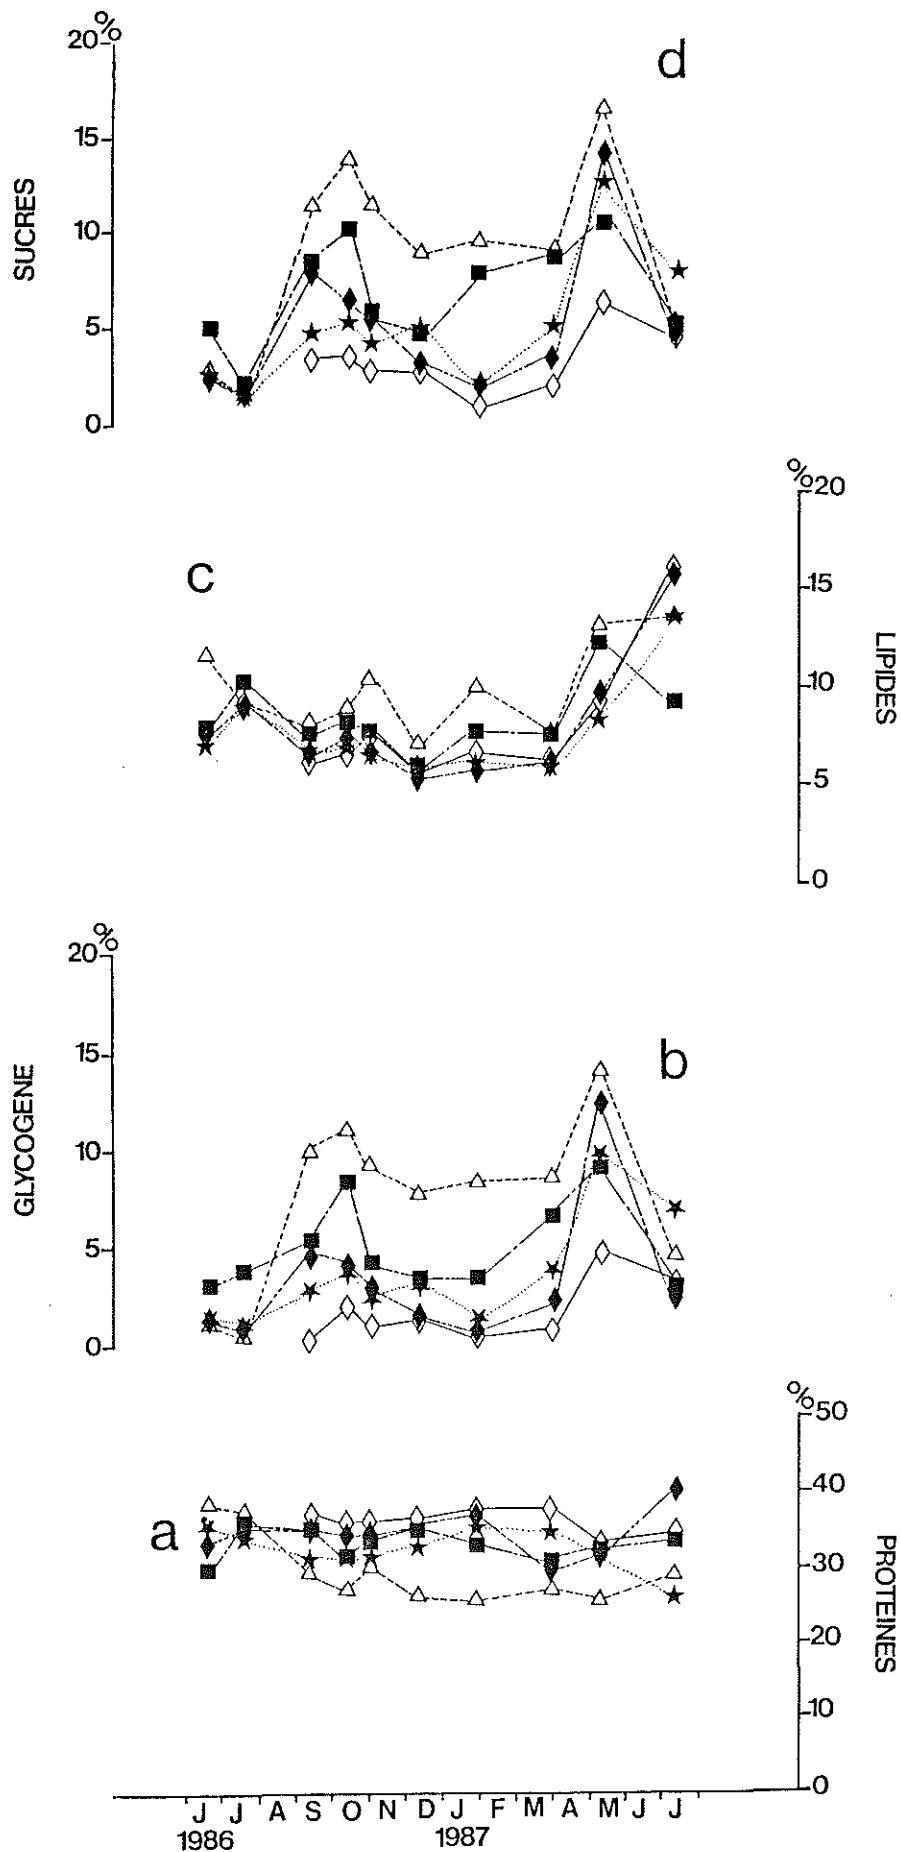 %
20
d
15
10
5
0
SUCRES
%20
c
15
10
5
0
LIPIDES
%
20
b
15
10
5
0
GLYCOGENE
%50
a
40
30
20
10
0
PROTEINES
J J A S O N D J F M A M J J
1986 1987